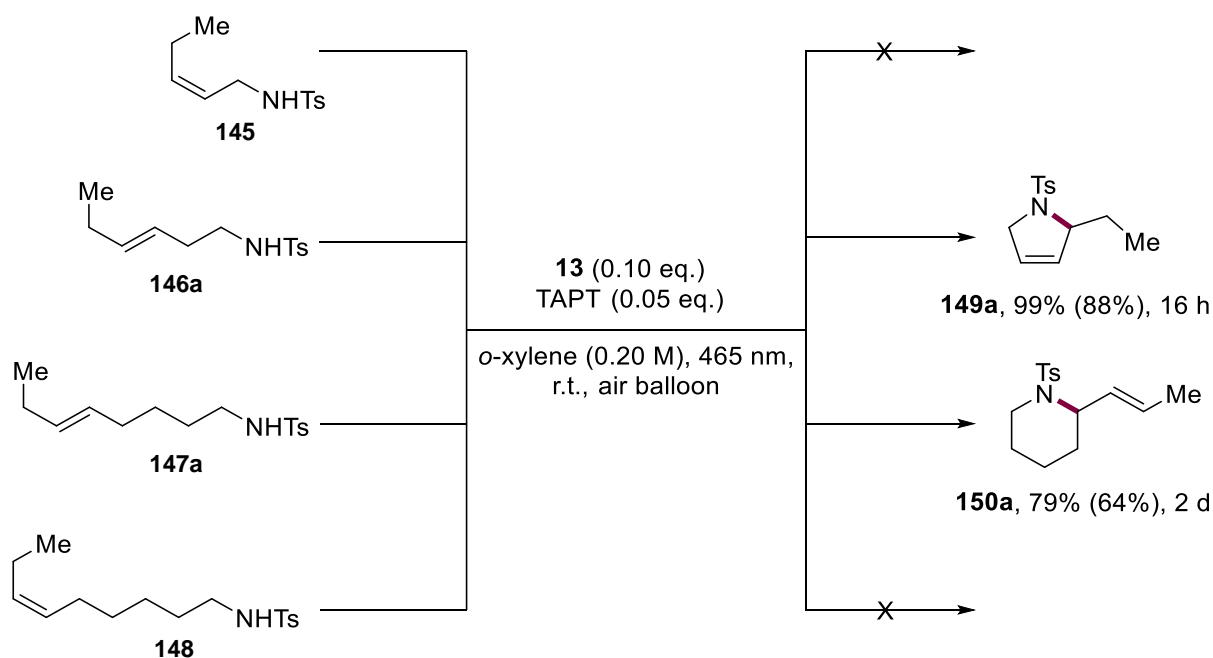 Me
NHTs
145
Me
NHTs
146a
Me
NHTs
147a
Me
NHTs
148
13 (0.10 eq.)
TAPT (0.05 eq.)
o-xylene (0.20 M), 465 nm,
r.t., air balloon
X
Ts
N
Me
149a, 99% (88%), 16 h
Ts
N
Me
150a, 79% (64%), 2 d
X